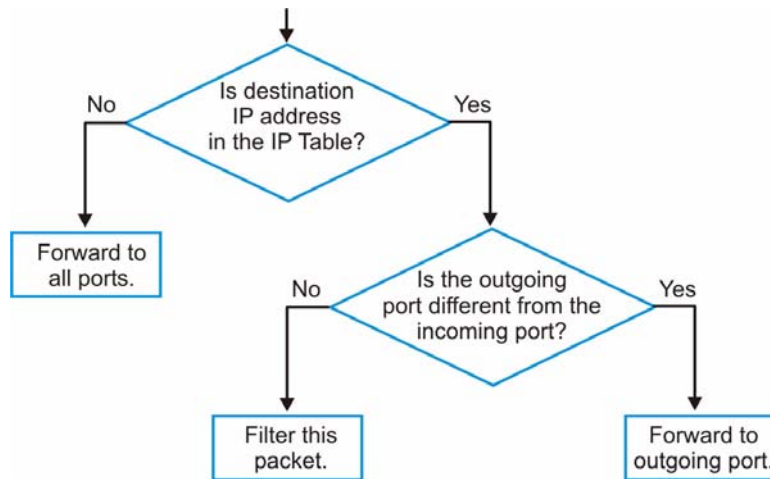 Is destination
IP address
in the IP Table?
No
Yes
Forward to
all ports.
Is the outgoing
port different from the
incoming port?
No
Yes
Filter this
packet.
Forward to
outgoing port.